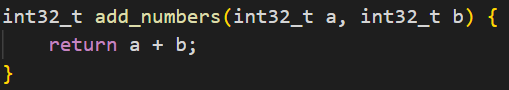 int32_t add_numbers(int32_t a, int32_t b) {
    return a + b;
}